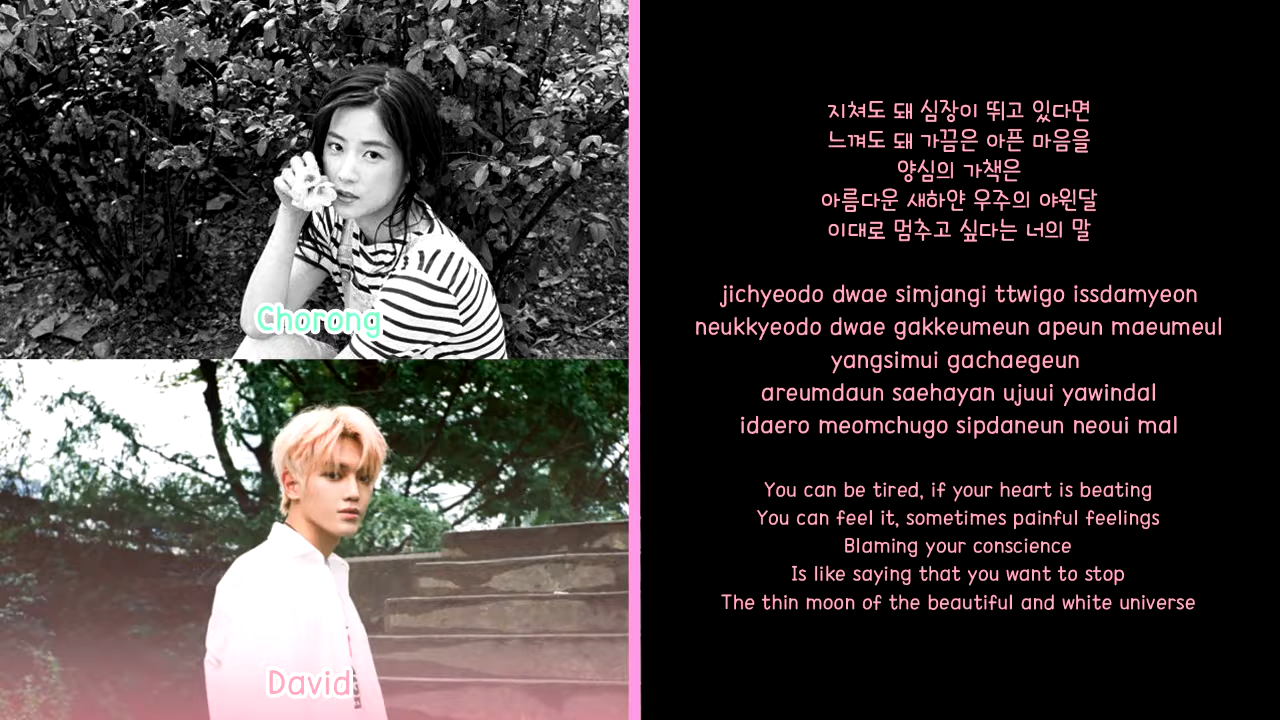 Chorong
David
지쳐도 돼 심장이 뛰고 있다면
느껴도 돼 가끔은 아픈 마음을
양심의 가책은
아름다운 새하얀 우주의 야윈달
이대로 멈추고 싶다는 너의 말
jichyeodo dwae simjangi ttwigo issdamyeon
neukkyeodo dwae gakkeumeun apeun maeumeul
yangsimui gachaegeun
areumdaun saehayan ujuui yawindal
idaero meomchugo sipdaneun neoui mal
You can be tired, if your heart is beating
You can feel it, sometimes painful feelings
Blaming your conscience
Is like saying that you want to stop
The thin moon of the beautiful and white universe